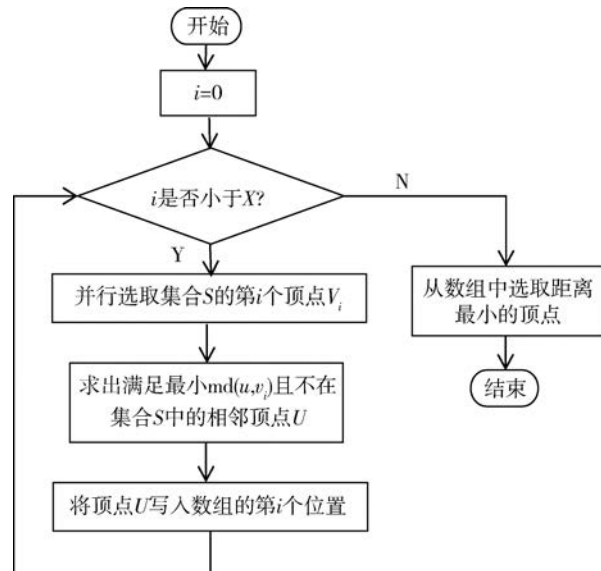 开始
i=0
i是否小于X?
N
Y
并行选取集合S的第i个顶点Vᵢ
从数组中选取距离
最小的顶点
求出满足最小md(u,vᵢ)且不在
集合S中的相邻顶点U
结束
将顶点U写入数组的第i个位置